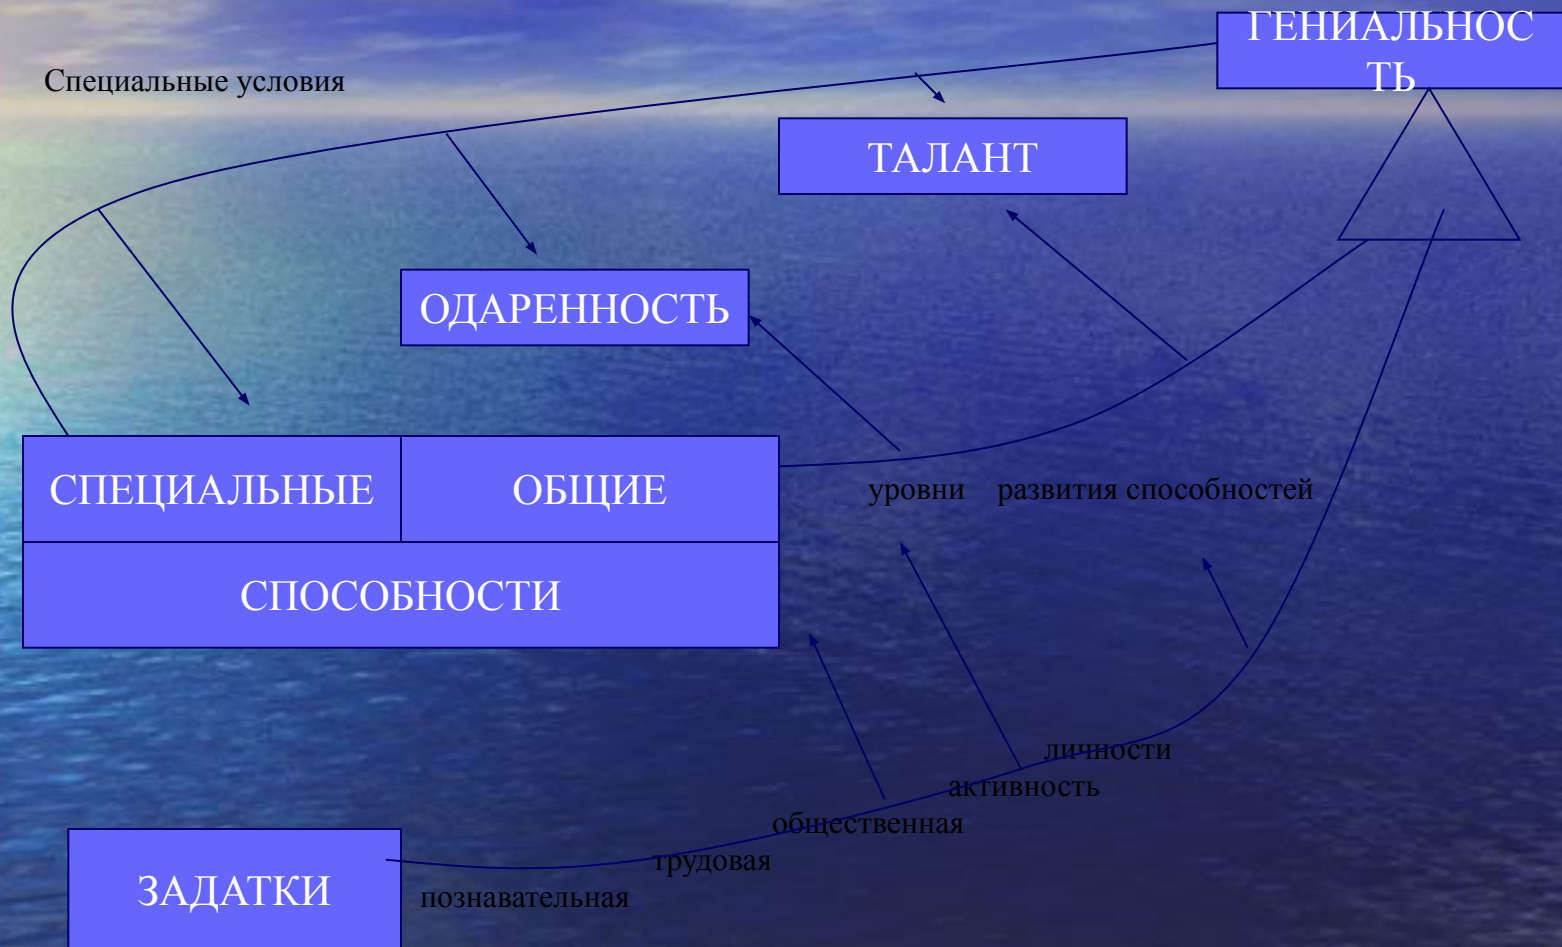 ГЕНИАЛЬНОС
ТЬ
Специальные условия
ТАЛАНТ
ОДАРЕННОСТЬ
СПЕЦИАЛЬНЫЕ
ОБЩИЕ
уровни развития способностей
СПОСОБНОСТИ
личности
активность
общественная
трудовая
ЗАДАТКИ
познавательная